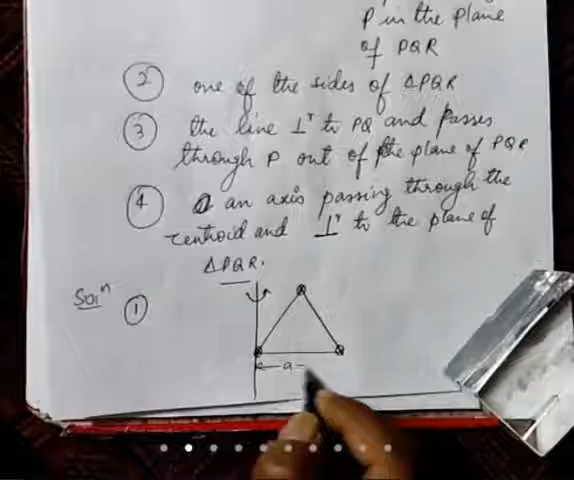 P in the plane
of PQR
② one of the sides of ΔPQR
③ the line ⊥ʳ to PQ and passes
through P out of the plane of PQR
④ an axis passing through the
centroid and ⊥ʳ to the plane of
ΔPQR.
Solⁿ ①
a